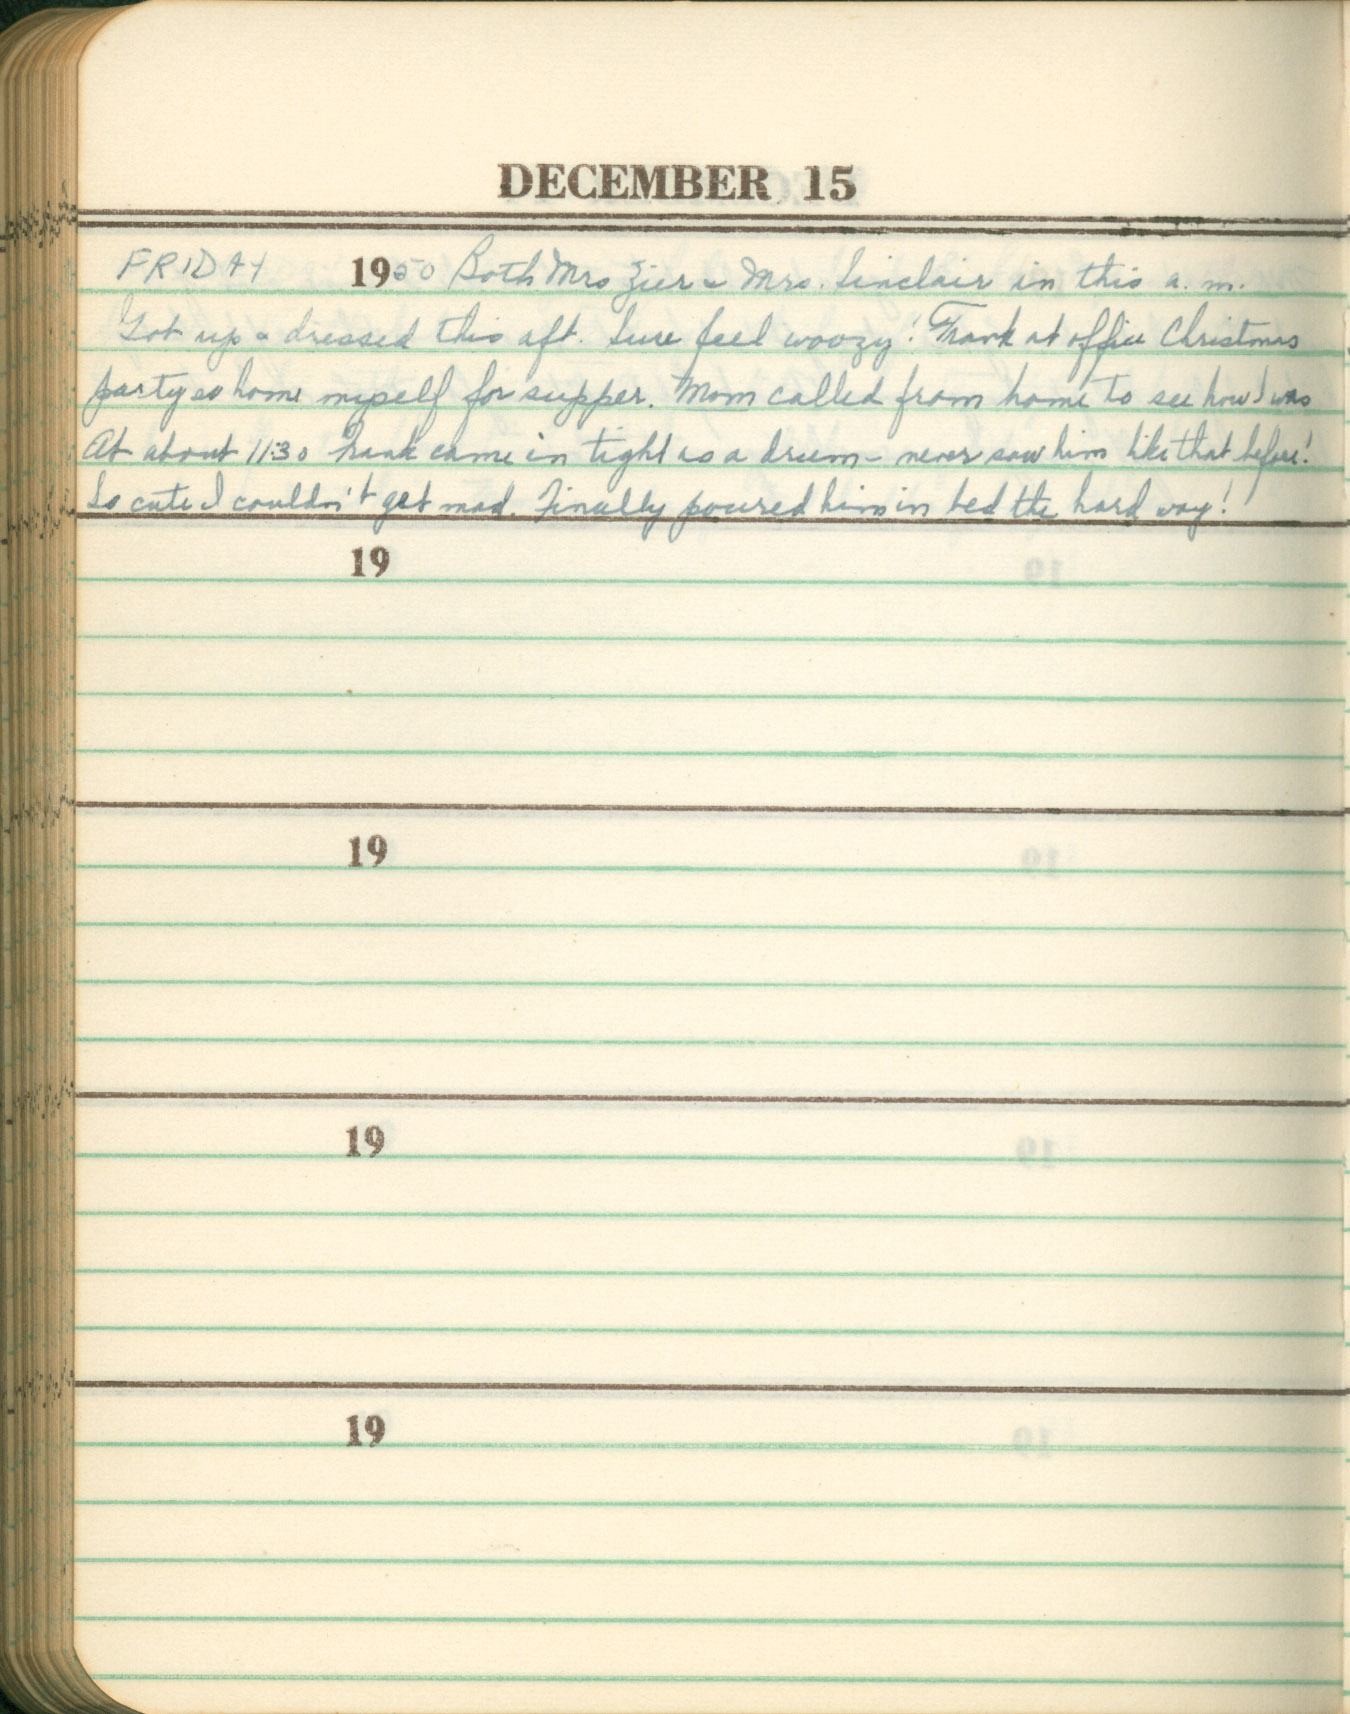 DECEMBER 15
FRIDAY 1950 Both Mrs Zier & Mrs. Sinclair in this a.m.
Got up & dressed this aft. Sure feel woozy! Frank at office Christmas
party so home myself for supper. Mom called from home to see how I was
At about 11:30 Frank came in tight as a drum - never saw him like that before!
So cute I couldn't get mad. Finally poured him in bed the hard way!
19
19
19
19